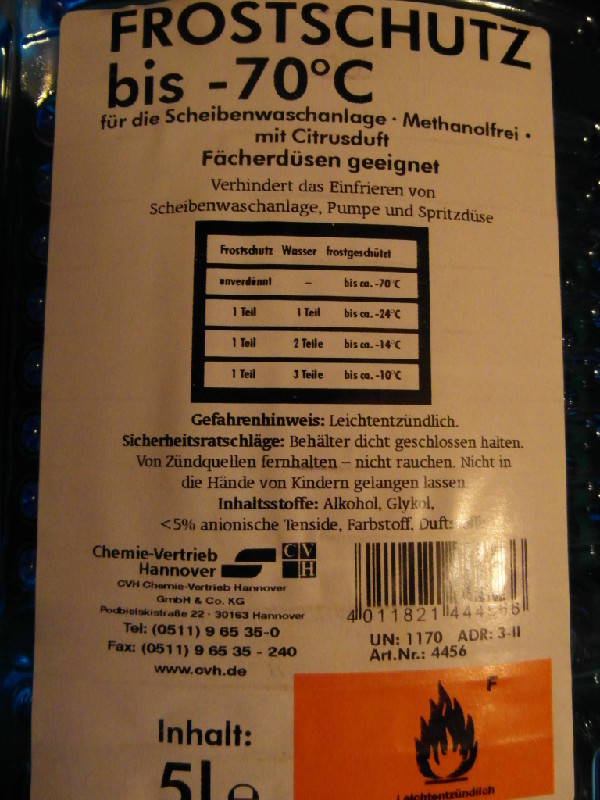 FROSTSCHUTZ
bis -70°C
für die Scheibenwaschanlage · Methanolfrei ·
mit Citrusduft
Fächerdüsen geeignet
Verhindert das Einfrieren von
Scheibenwaschanlage, Pumpe und Spritzdüse
Frostschutz Wasser frostgeschützt
unverdünnt – bis ca. -70°C
1 Teil 1 Teil bis ca. -24°C
1 Teil 2 Teile bis ca. -14°C
1 Teil 3 Teile bis ca. -10°C
Gefahrenhinweis: Leichtentzündlich.
Sicherheitsratschläge: Behälter dicht geschlossen halten.
Von Zündquellen fernhalten – nicht rauchen. Nicht in
die Hände von Kindern gelangen lassen
Inhaltsstoffe: Alkohol, Glykol,
<5% anionische Tenside, Farbstoff,
Chemie-Vertrieb
Hannover
CVH
CVH Chemie-Vertrieb Hannover
GmbH & Co. KG
Podbielskistraße 22 · 30163 Hannover
Tel: (0511) 9 65 35-0
Fax: (0511) 9 65 35 - 240
www.cvh.de
4 011821
UN: 1170 ADR: 3-II
Art.Nr.: 4456
F
Leichtentzündlich
Inhalt:
5l e